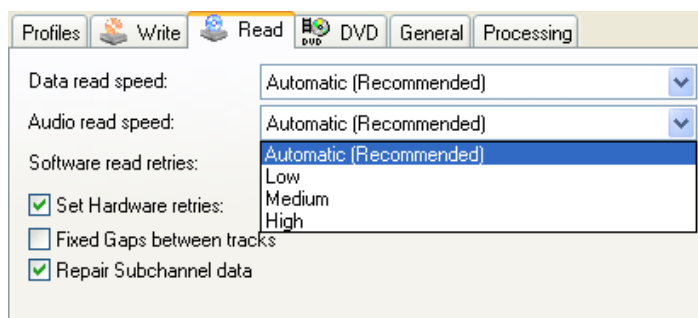 Profiles Write Read DVD General Processing
Data read speed: Automatic (Recommended)
Audio read speed: Automatic (Recommended)
Automatic (Recommended)
Software read retries:
Low
Medium
Set Hardware retries:
High
Fixed Gaps between tracks
Repair Subchannel data